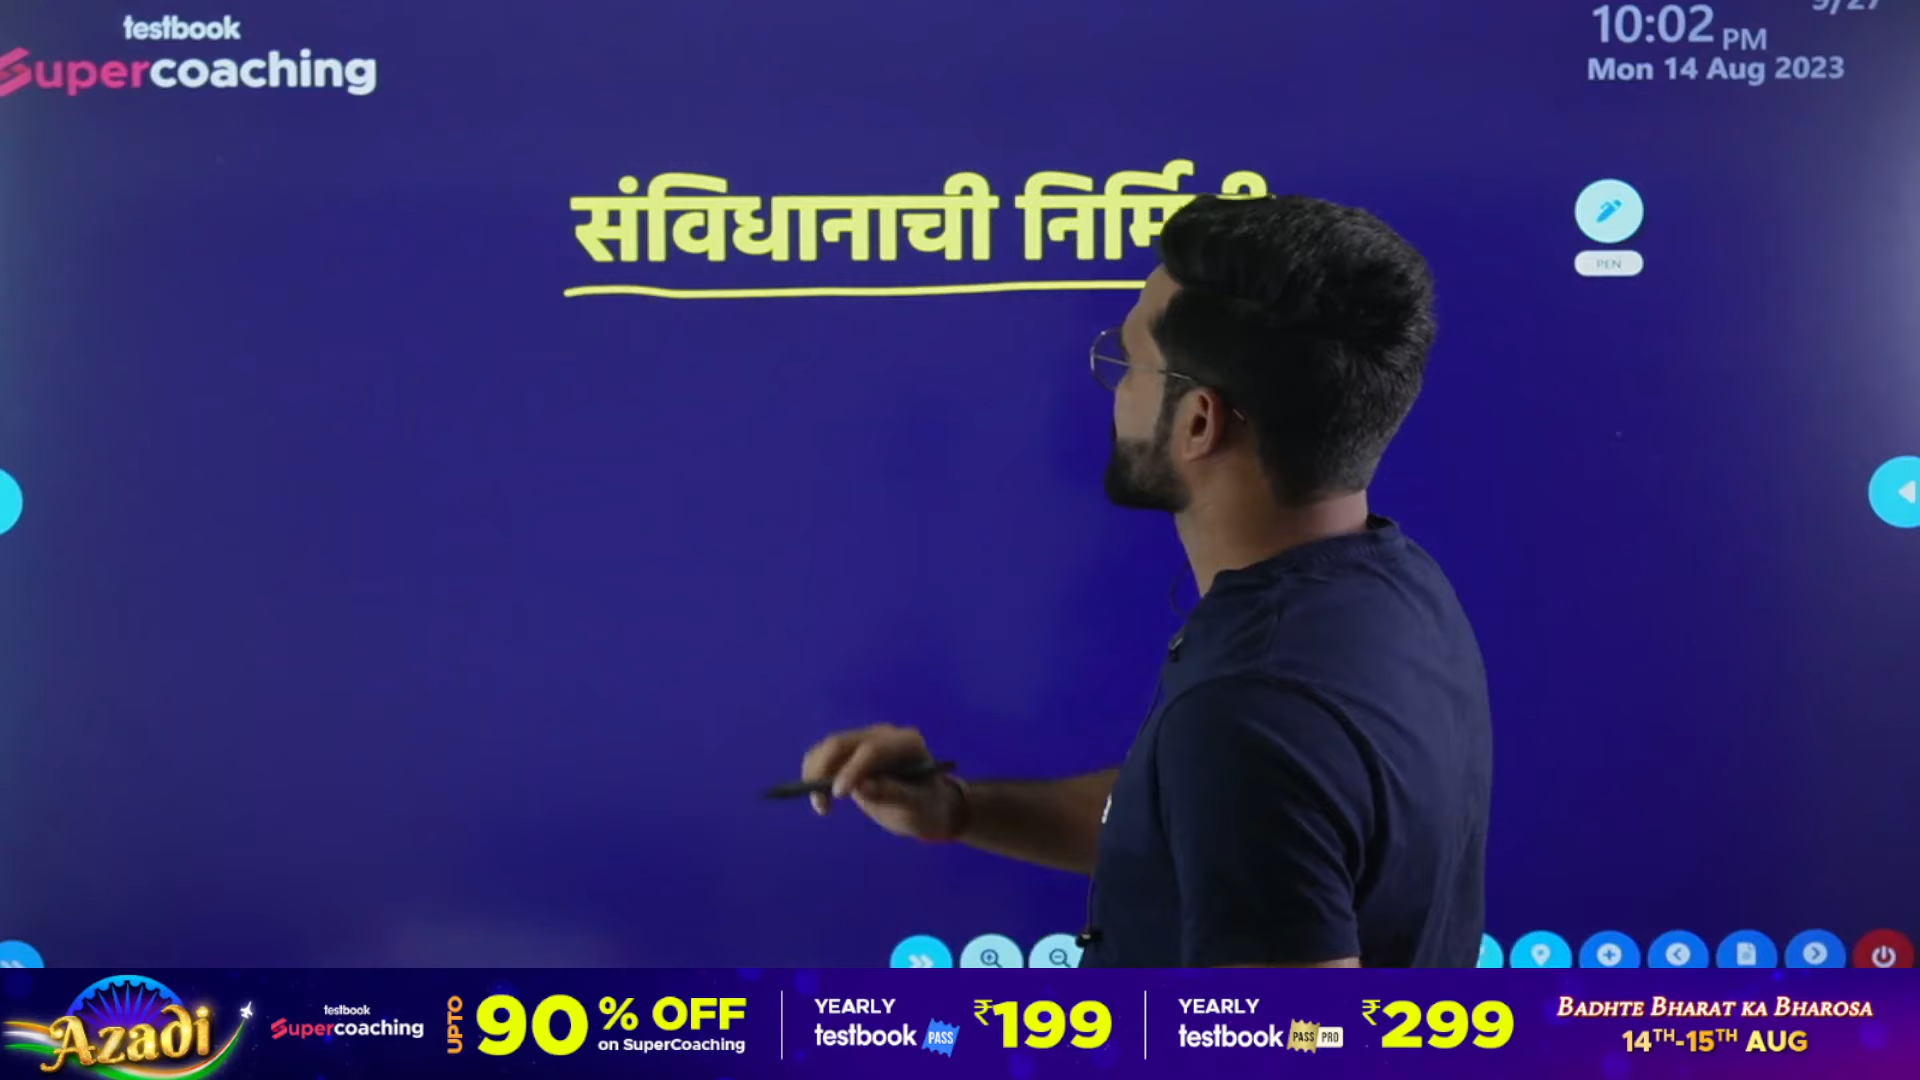 testbook
Supercoaching
10:02 PM
Mon 14 Aug 2023
संविधानाची
PEN
Azadi
testbook
Supercoaching
UPTO 90% OFF
on SuperCoaching
YEARLY
testbook PASS
₹199
YEARLY
testbook PASS PRO
₹299
BADHTE BHARAT KA BHAROSA
14TH-15TH AUG